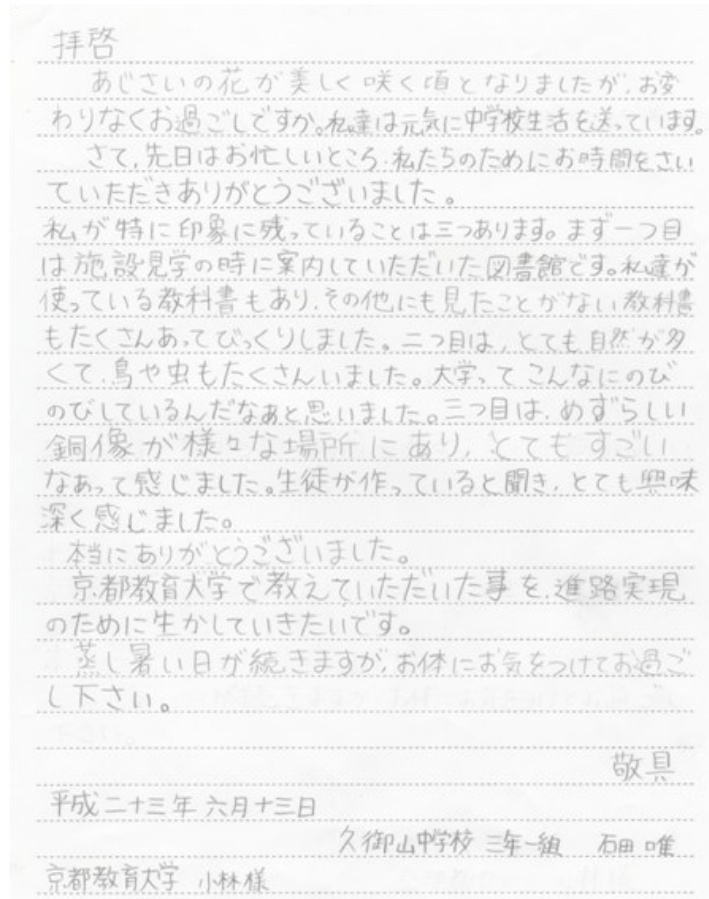 拝啓
あじさいの花が美しく咲く頃となりましたが、お変
わりなくお過ごしですか。私達は元気に中学校生活を送っています。
さて、先日はお忙しいところ、私たちのためにお時間をさい
ていただきありがとうございました。
私が特に印象に残っていることは三つあります。まず一つ目
は施設見学の時に案内していただいた図書館です。私達が
使っている教科書もあり、その他にも見たことがない教科書
もたくさんあってびっくりしました。二つ目は、とても自然が多
くて、鳥や虫もたくさんいました。大学ってこんなにのび
のびしているんだなあと思いました。三つ目は、めずらしい
銅像が様々な場所にあり、とてもすごい
なあって感じました。生徒が作っていると聞き、とても興味
深く感じました。
本当にありがとうございました。
京都教育大学で教えていただいた事を、進路実現
のために生かしていきたいです。
蒸し暑い日が続きますが、お体にお気をつけてお過ご
し下さい。
敬具
平成二十三年六月十三日
久御山中学校 三年一組 石田唯
京都教育大学 小林様